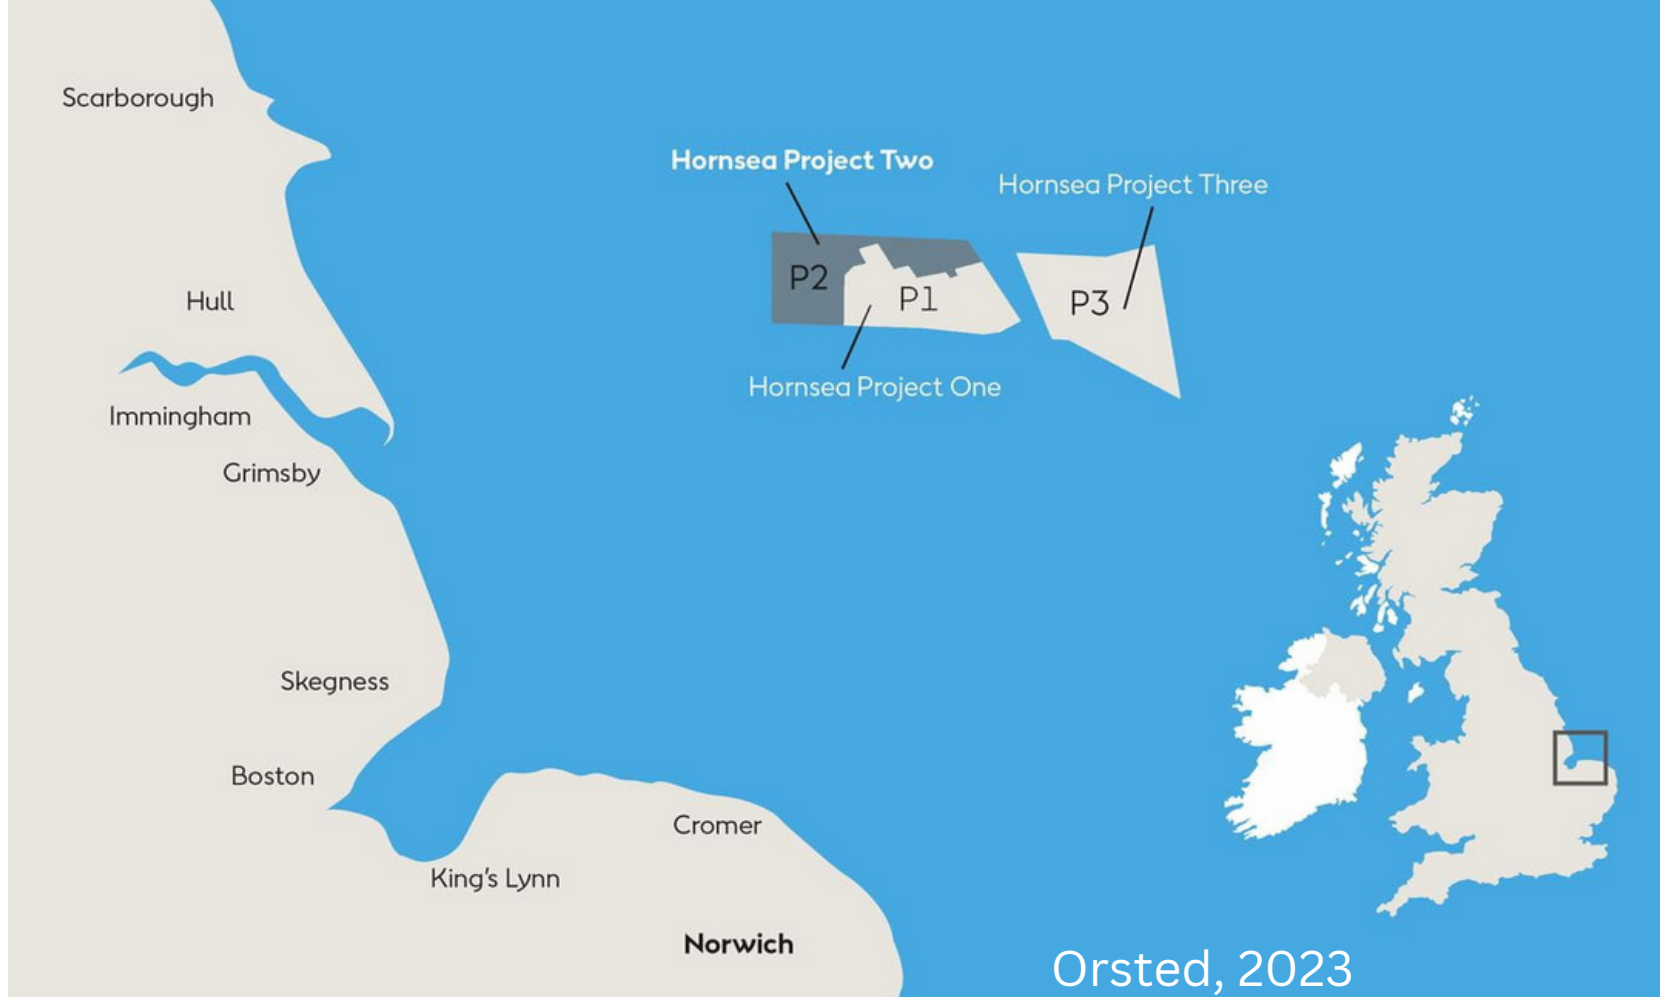 Scarborough
Hornsea Project Two
Hornsea Project Three
Hull
P2
P1
P3
Hornsea Project One
Immingham
Grimsby
Skegness
Boston
Cromer
King's Lynn
Norwich
Orsted, 2023